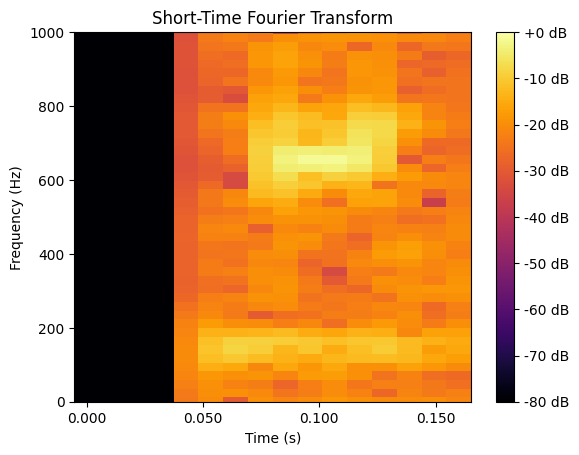 Short-Time Fourier Transform
1000
800
600
400
200
0
Frequency (Hz)
0.000
0.050
0.100
0.150
Time (s)
+0 dB
-10 dB
-20 dB
-30 dB
-40 dB
-50 dB
-60 dB
-70 dB
-80 dB